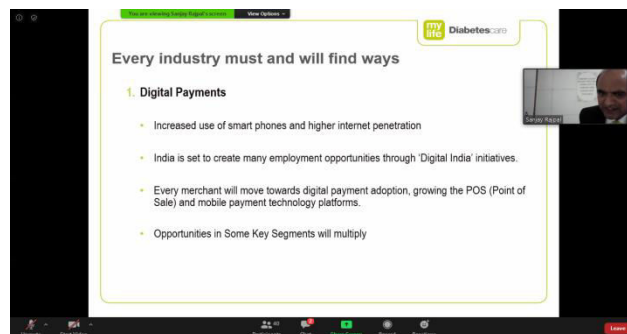 You are viewing Sanjay Rajpal's screen
View Options
my
life
Diabetescare
Every industry must and will find ways
1. Digital Payments
• Increased use of smart phones and higher internet penetration
• India is set to create many employment opportunities through 'Digital India' initiatives.
• Every merchant will move towards digital payment adoption, growing the POS (Point of
Sale) and mobile payment technology platforms.
• Opportunities in Some Key Segments will multiply
Sanjay Rajpal
Leave